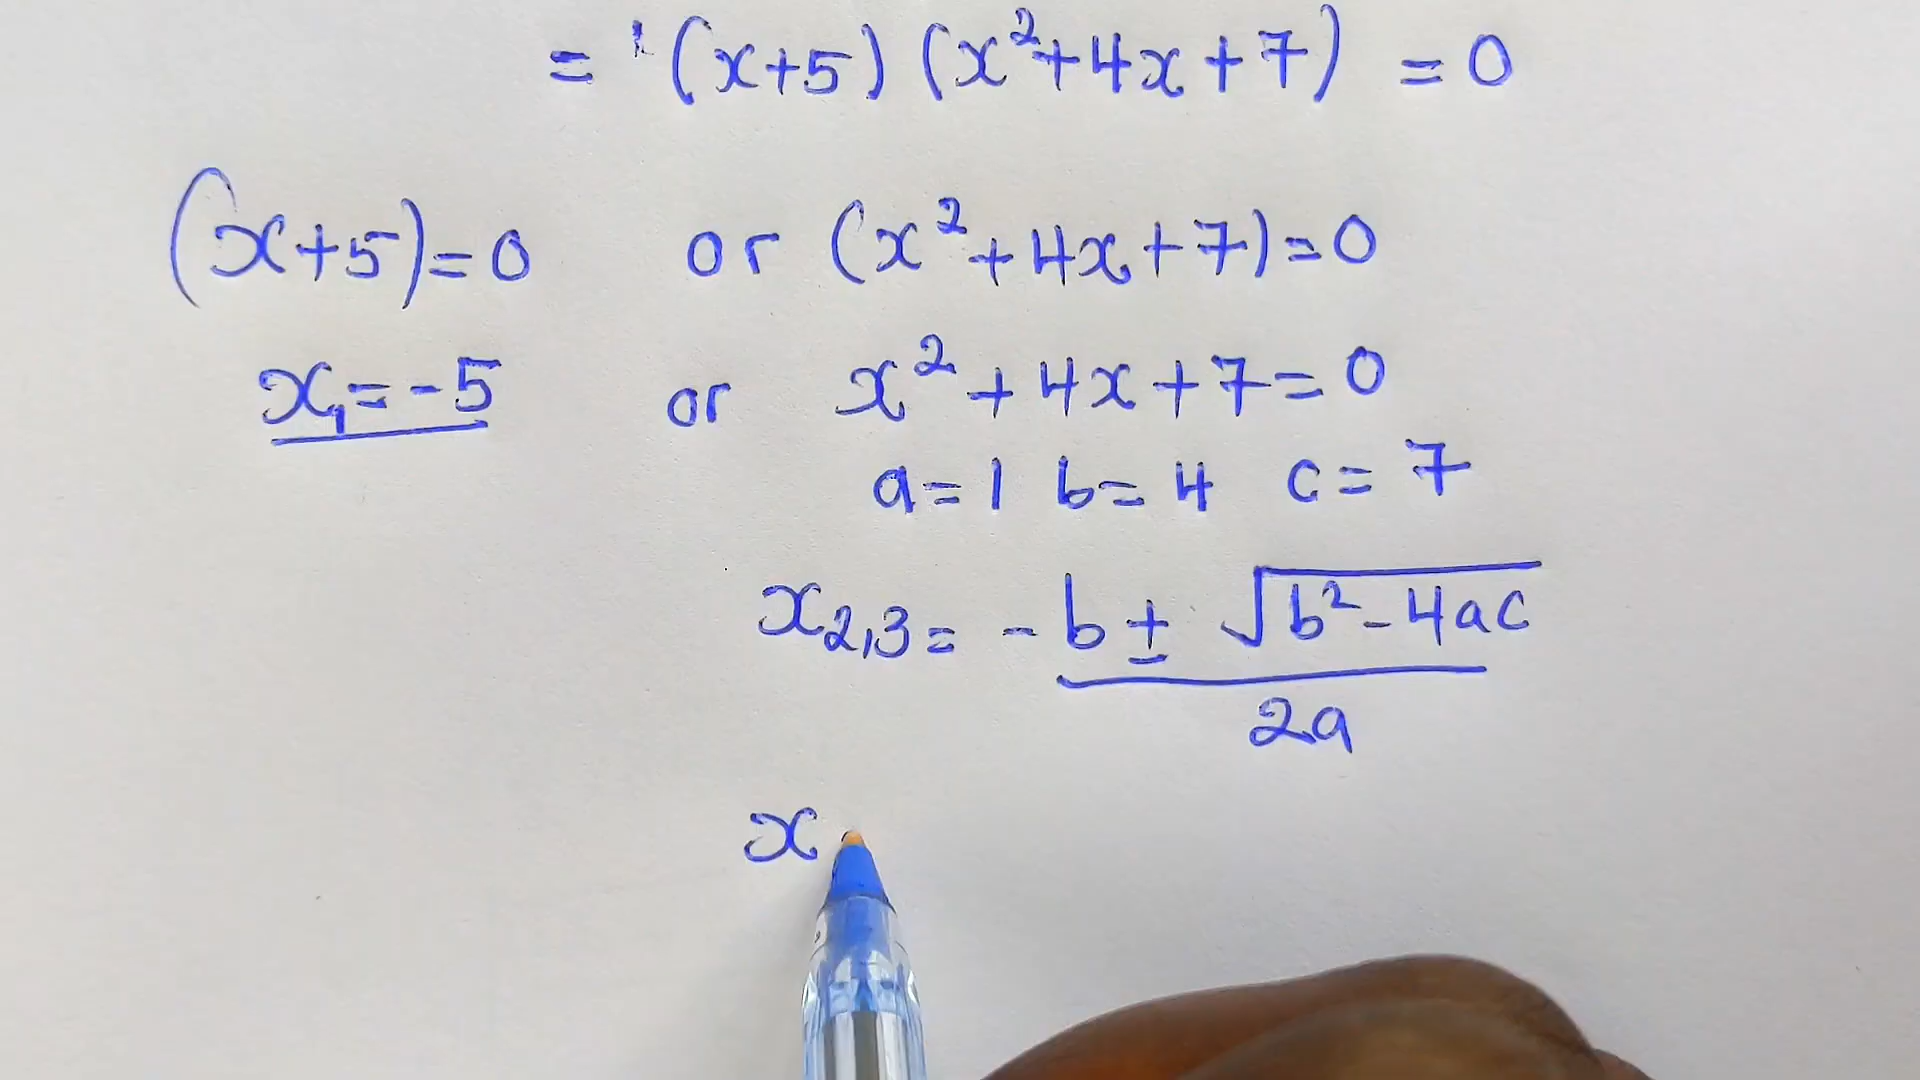 = (x+5) (x²+4x+7) = 0
(x+5)=0 or (x²+4x+7)=0
x₁=-5 or x²+4x+7=0
a=1 b=4 c=7
x₂,₃= -b ± √b²-4ac
2a
x